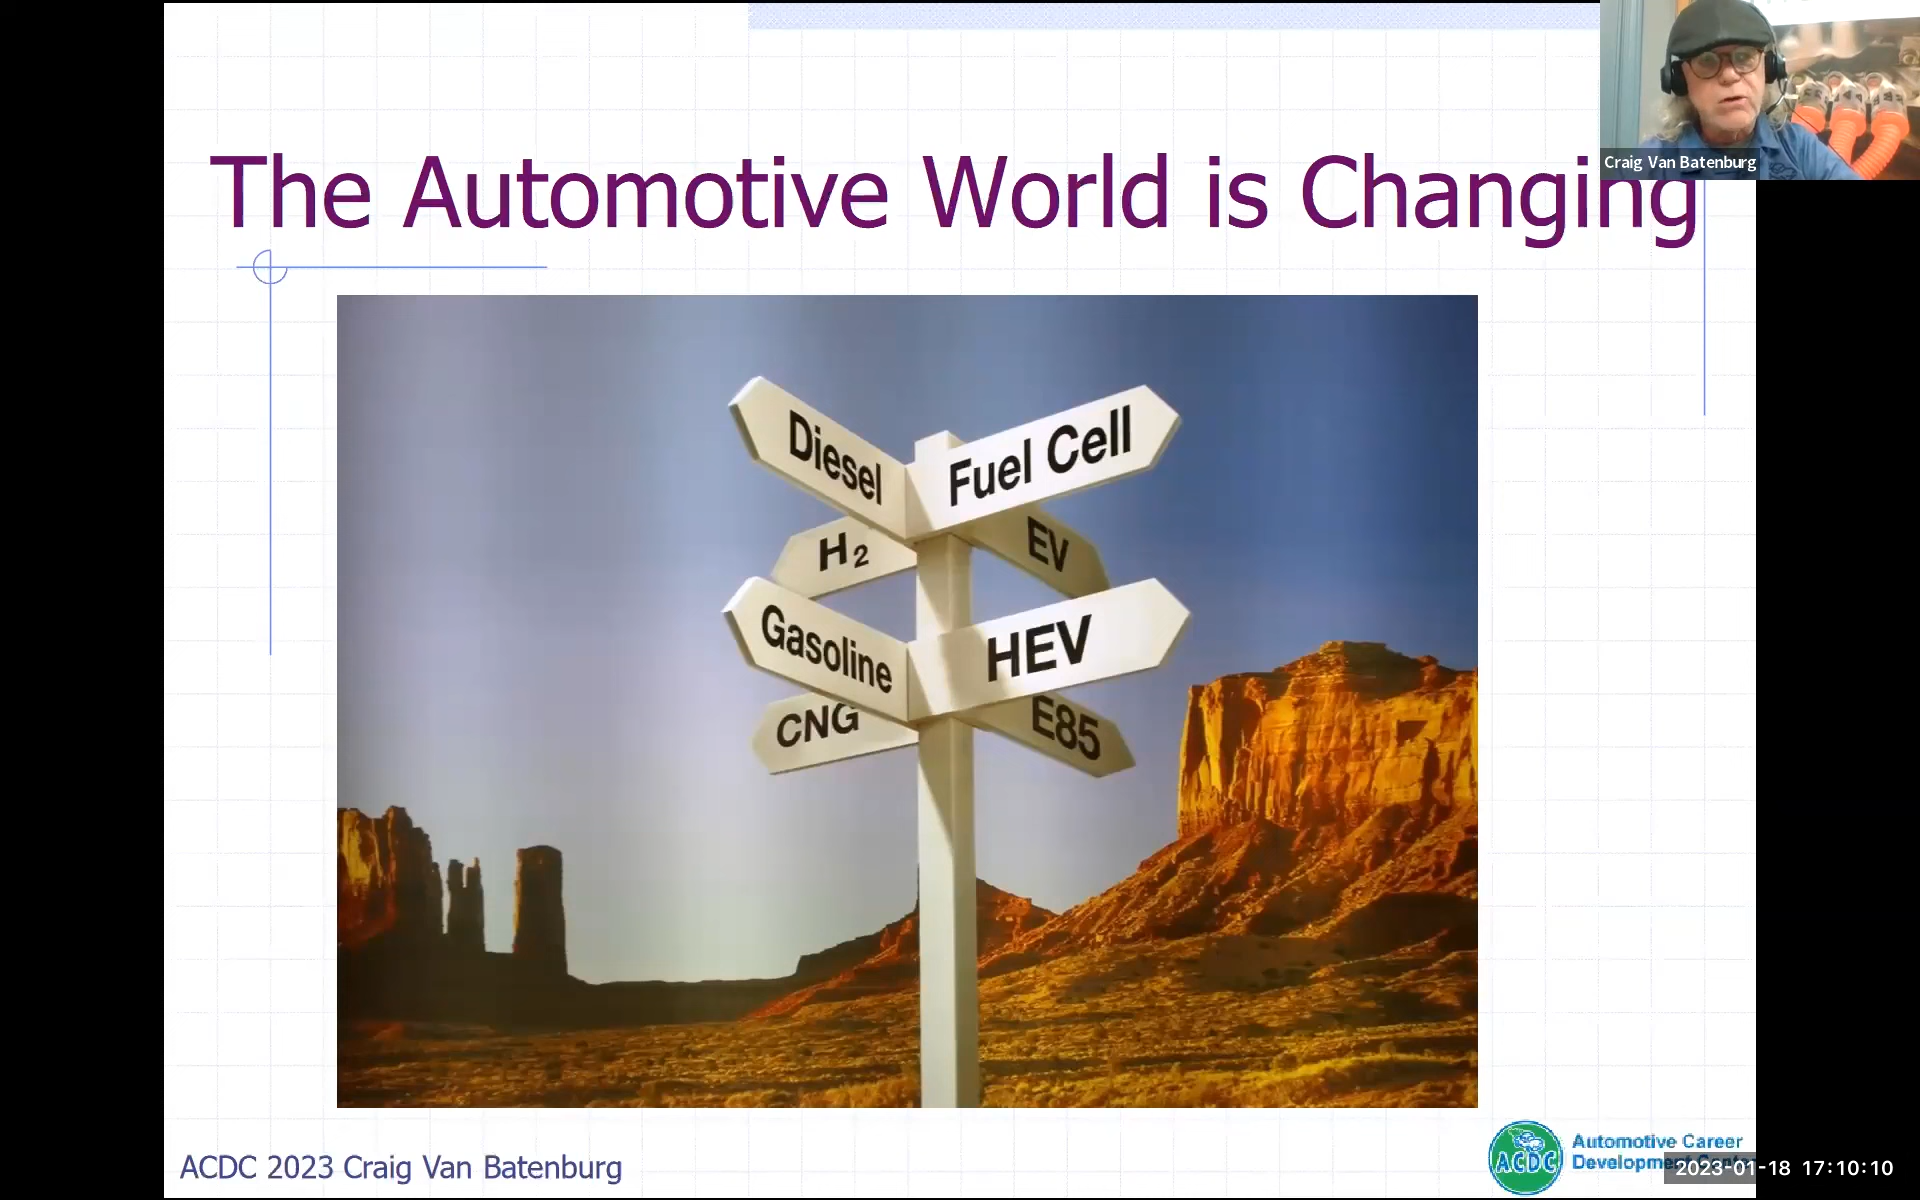 Craig Van Batenburg
The Automotive World is Changing
Diesel
Fuel Cell
H2
EV
Gasoline
HEV
CNG
E85
ACDC 2023 Craig Van Batenburg
ACDC
Automotive Career
Development
2023-01-18 17:10:10